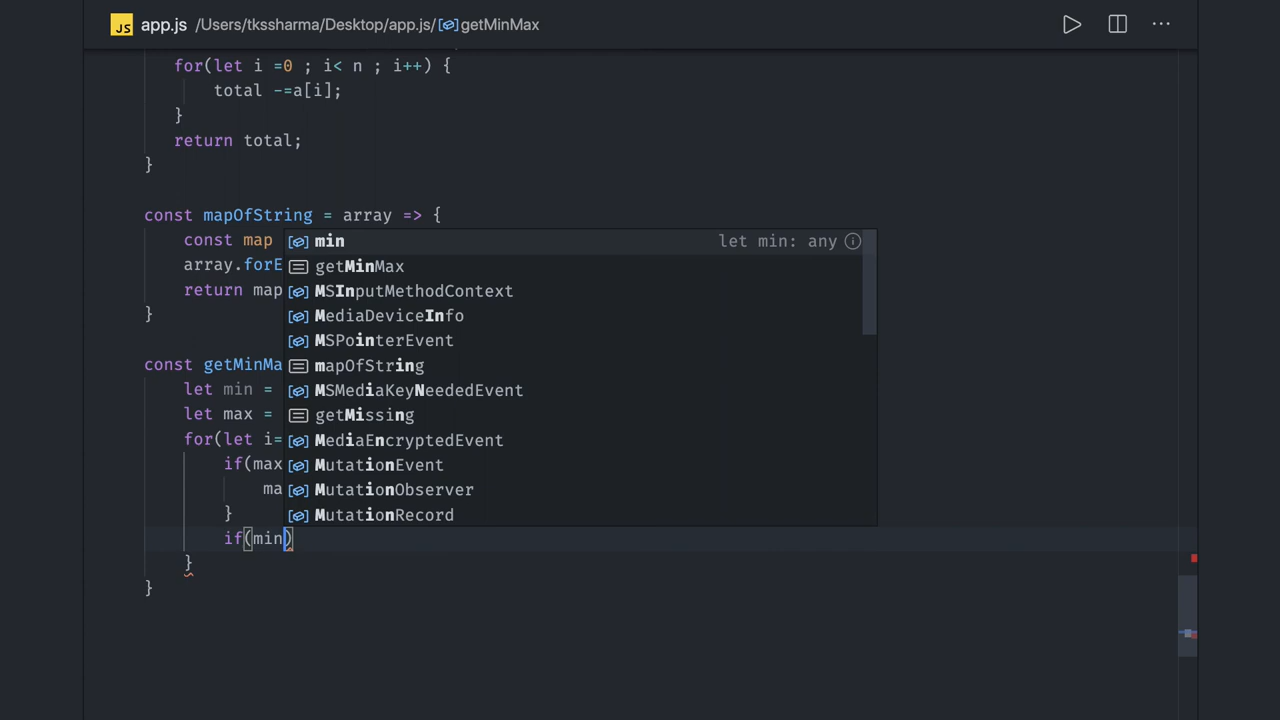 JS app.js /Users/tkssharma/Desktop/app.js/getMinMax
for(let i =0 ; i< n ; i++) {
total -=a[i];
}
return total;
}
const mapOfString = array => {
const map
array.forE
return map
}
const getMinMa
let min =
let max =
for(let i=
if(max
ma
}
if(min)
}
}
min let min: any
getMinMax
MSInputMethodContext
MediaDeviceInfo
MSPointerEvent
mapOfString
MSMediaKeyNeededEvent
getMissing
MediaEncryptedEvent
MutationEvent
MutationObserver
MutationRecord